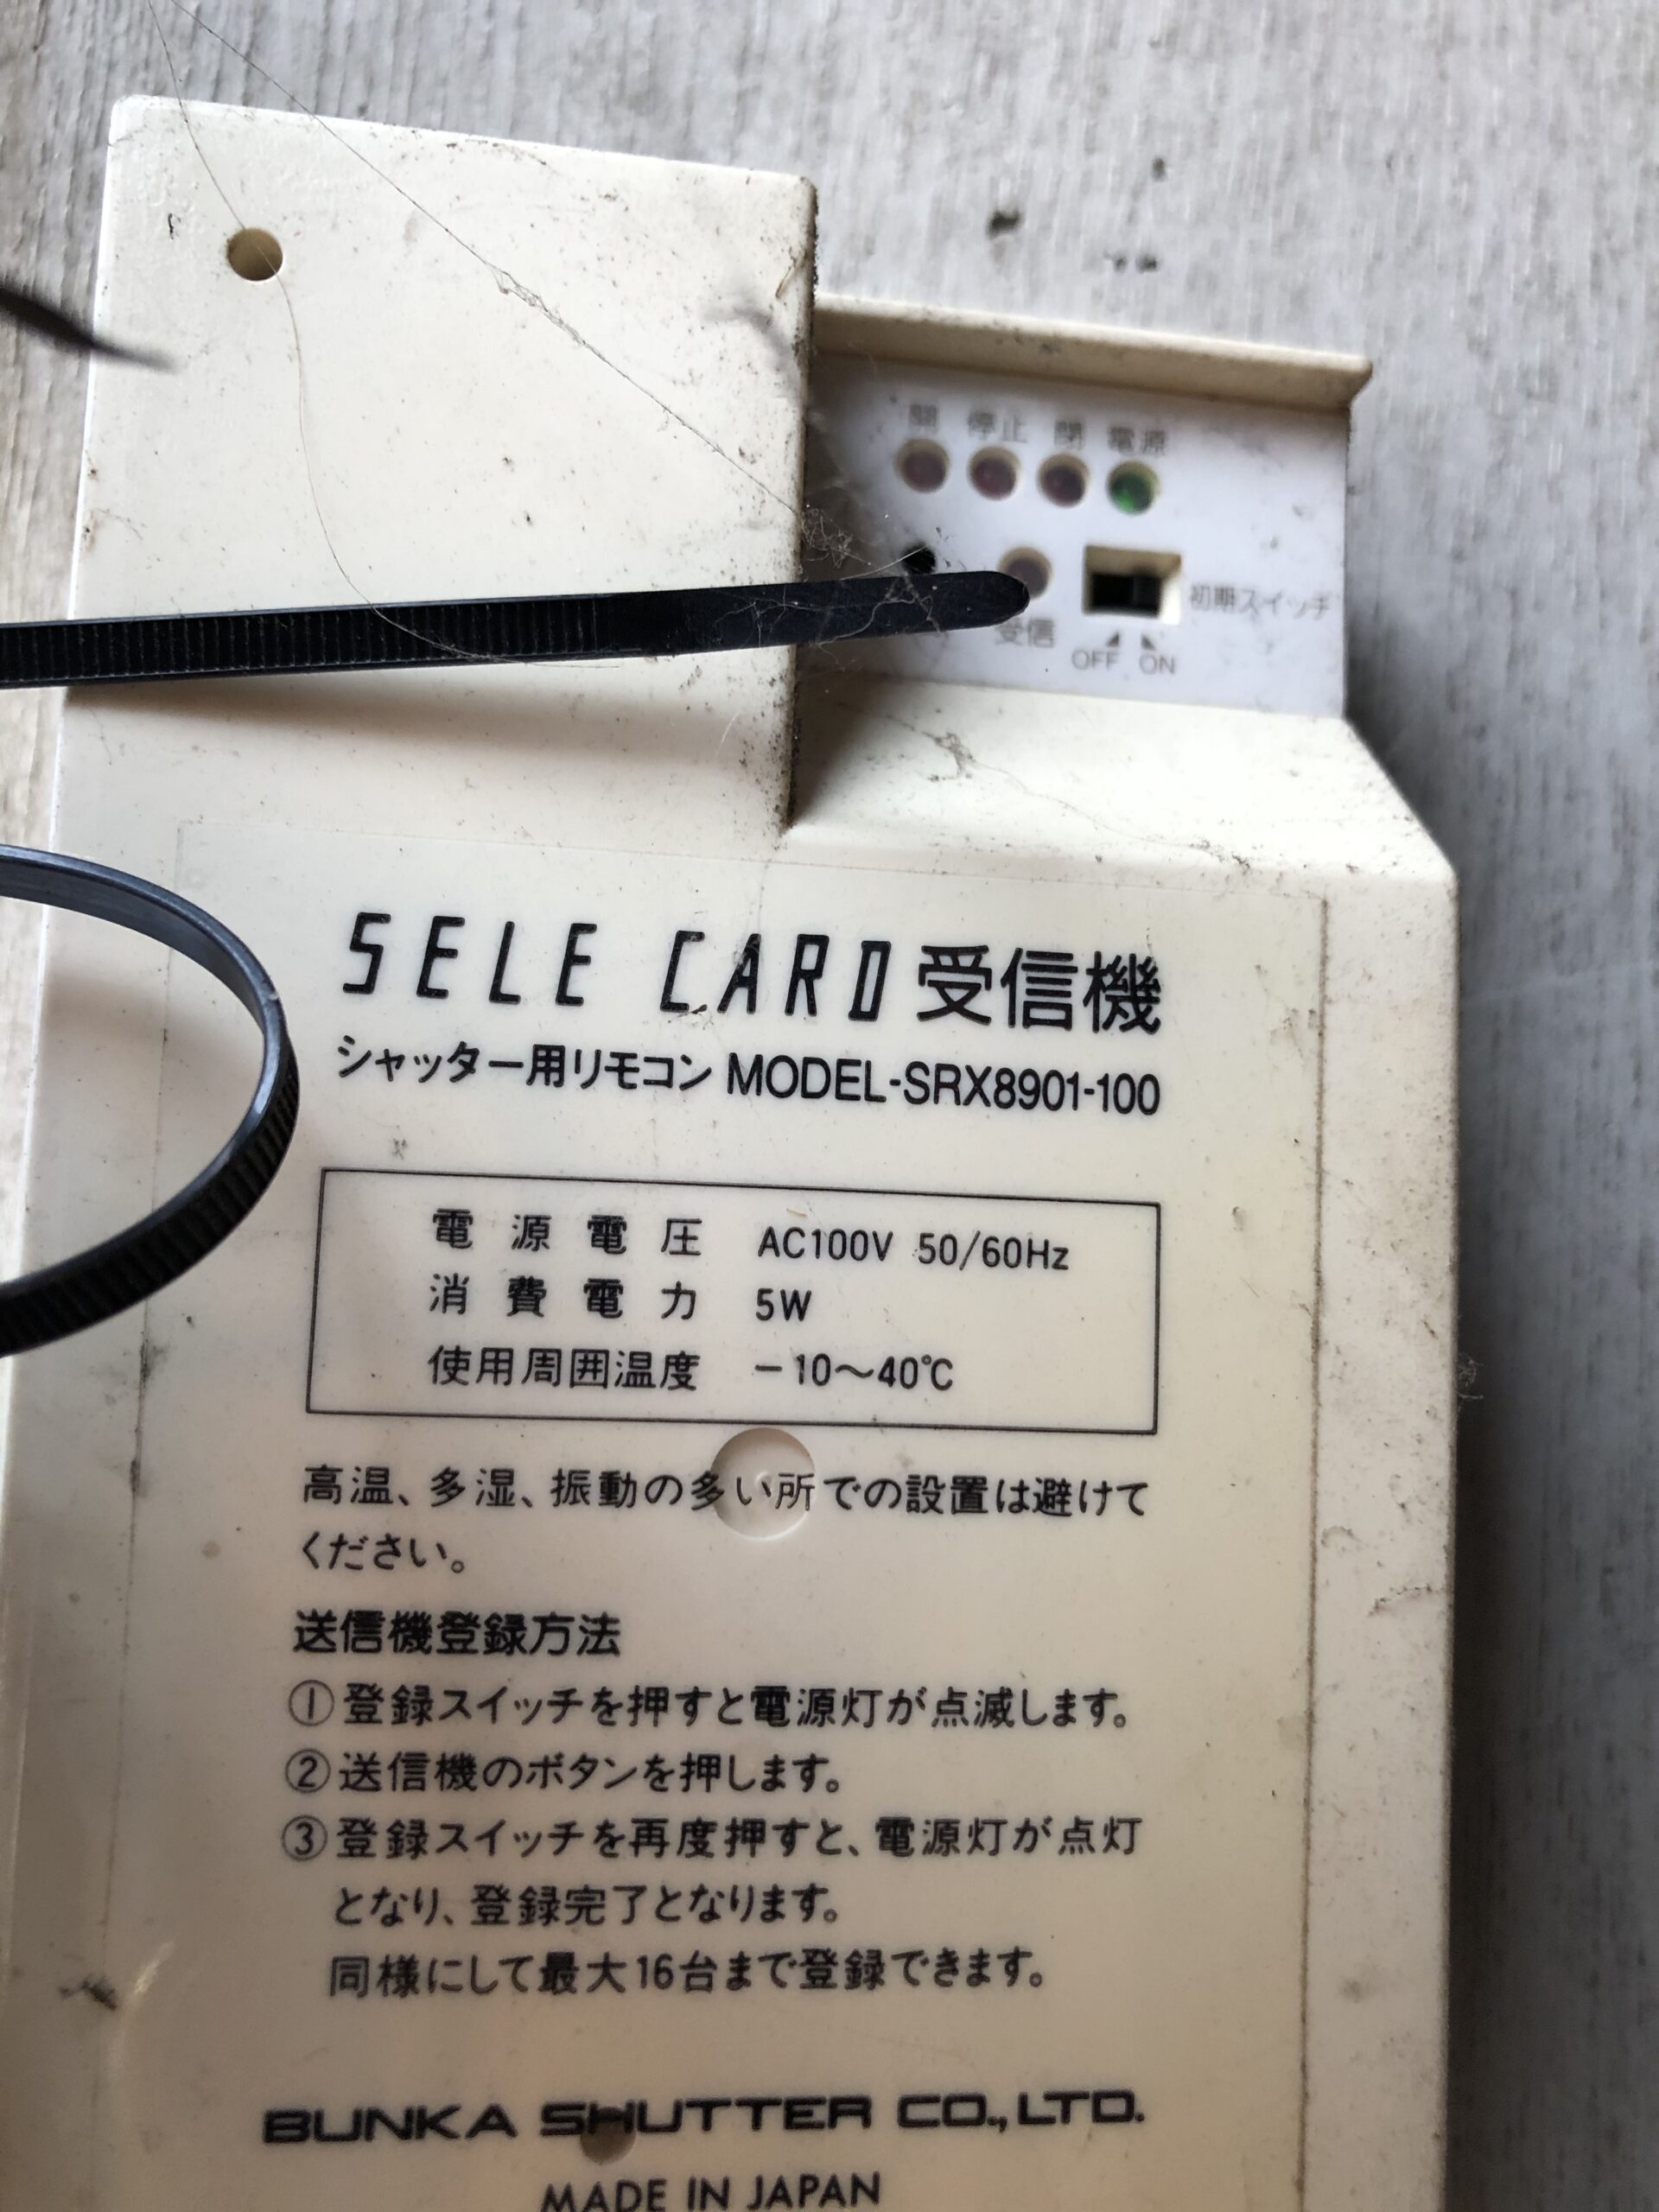 開 停止 閉 電源
初期スイッチ
受信
OFF ON
SELE CARD 受信機
シャッター用リモコン MODEL-SRX8901-100
電源電圧 AC100V 50/60Hz
消費電力 5W
使用周囲温度 −10〜40℃
高温、多湿、振動の多い所での設置は避けて
ください。
送信機登録方法
①登録スイッチを押すと電源灯が点滅します。
②送信機のボタンを押します。
③登録スイッチを再度押すと、電源灯が点灯
となり、登録完了となります。
同様にして最大16台まで登録できます。
BUNKA SHUTTER CO., LTD.
MADE IN JAPAN